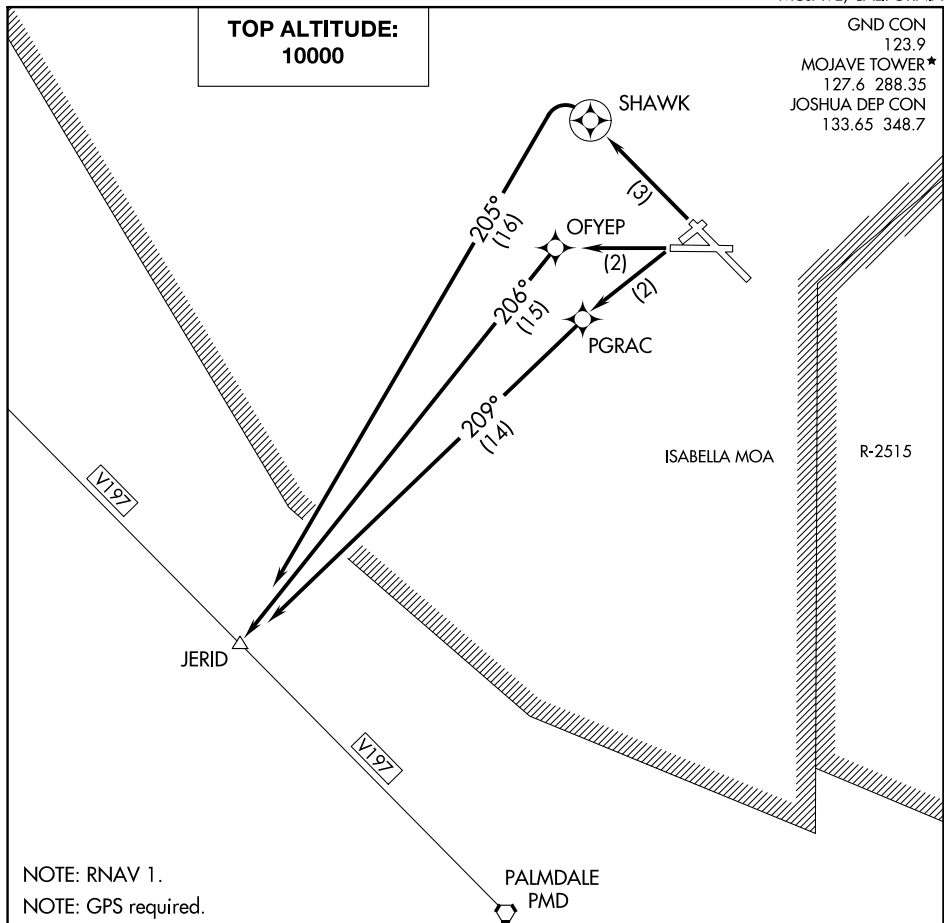 TOP ALTITUDE:
10000
GND CON
123.9
MOJAVE TOWER★
127.6 288.35
JOSHUA DEP CON
133.65 348.7
SHAWK
(3)
205°
(16)
OFYEP
(2)
206°
(15)
(2)
PGRAC
209°
(14)
ISABELLA MOA
R-2515
V197
JERID
V197
NOTE: RNAV 1.
NOTE: GPS required.
PALMDALE
PMD